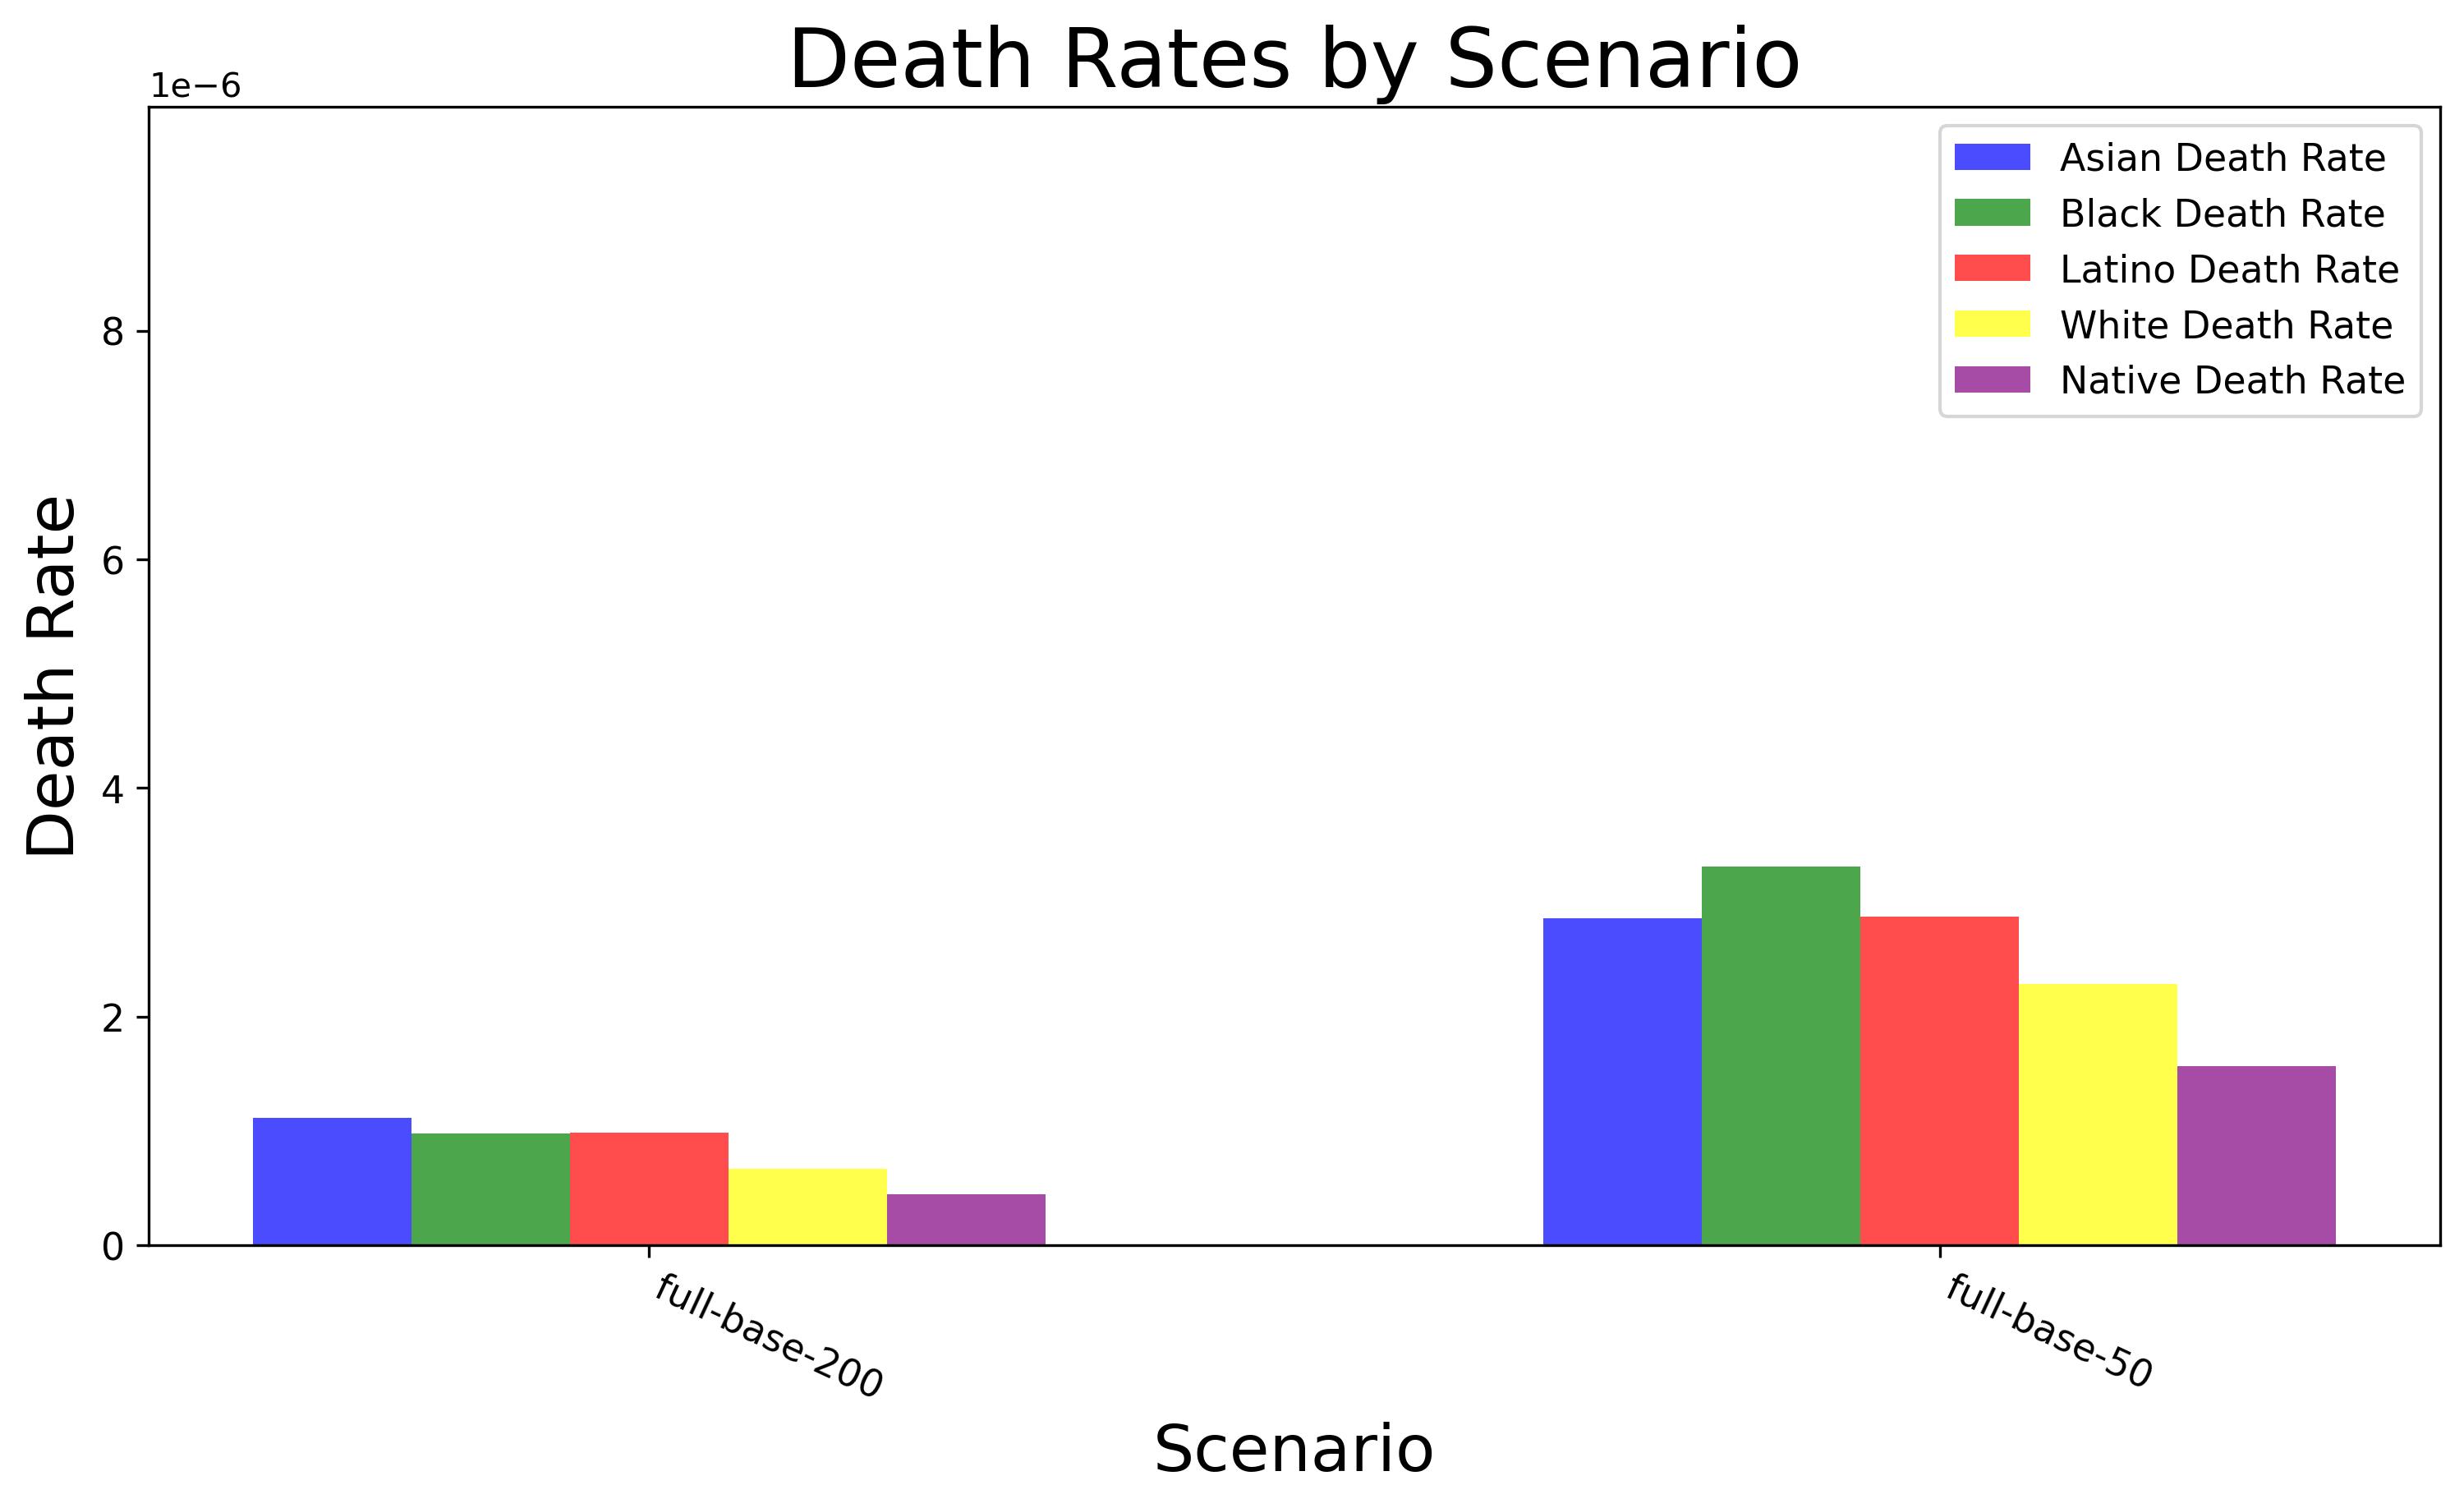 Death Rates by Scenario
1e−6
Asian Death Rate
Black Death Rate
Latino Death Rate
White Death Rate
Native Death Rate
Death Rate
8
6
4
2
0
full-base-200
full-base-50
Scenario